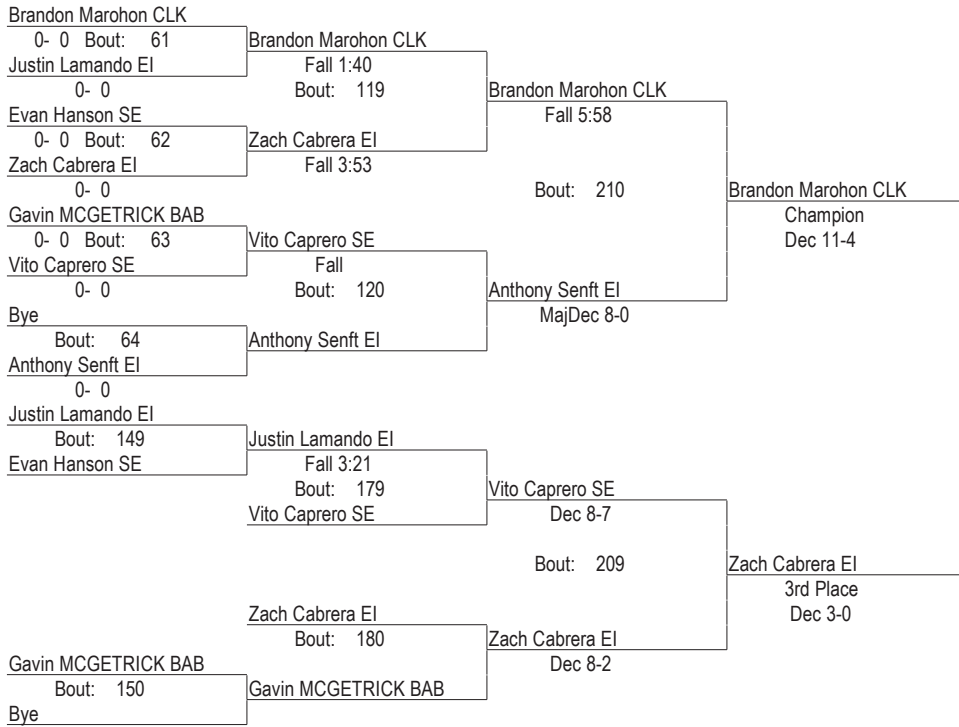 Brandon Marohon CLK
0- 0 Bout: 61
Brandon Marohon CLK
Justin Lamando EI
Fall 1:40
0- 0
Bout: 119
Brandon Marohon CLK
Evan Hanson SE
Fall 5:58
0- 0 Bout: 62
Zach Cabrera EI
Zach Cabrera EI
Fall 3:53
0- 0
Bout: 210
Brandon Marohon CLK
Gavin MCGETRICK BAB
Champion
0- 0 Bout: 63
Vito Caprero SE
Dec 11-4
Vito Caprero SE
Fall
0- 0
Bout: 120
Anthony Senft EI
Bye
MajDec 8-0
Bout: 64
Anthony Senft EI
Anthony Senft EI
0- 0
Justin Lamando EI
Bout: 149
Justin Lamando EI
Evan Hanson SE
Fall 3:21
Bout: 179
Vito Caprero SE
Vito Caprero SE
Dec 8-7
Bout: 209
Zach Cabrera EI
3rd Place
Zach Cabrera EI
Dec 3-0
Bout: 180
Zach Cabrera EI
Gavin MCGETRICK BAB
Dec 8-2
Bout: 150
Gavin MCGETRICK BAB
Bye